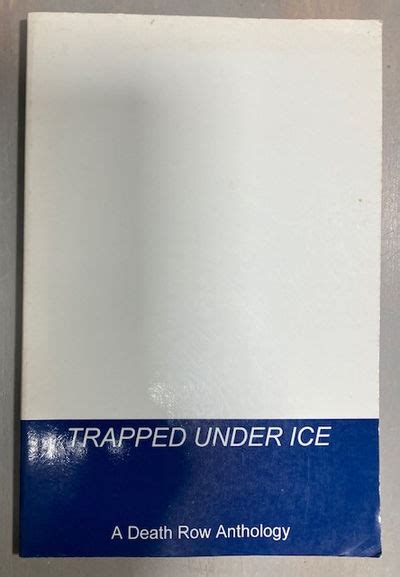 TRAPPED UNDER ICE
A Death Row Anthology